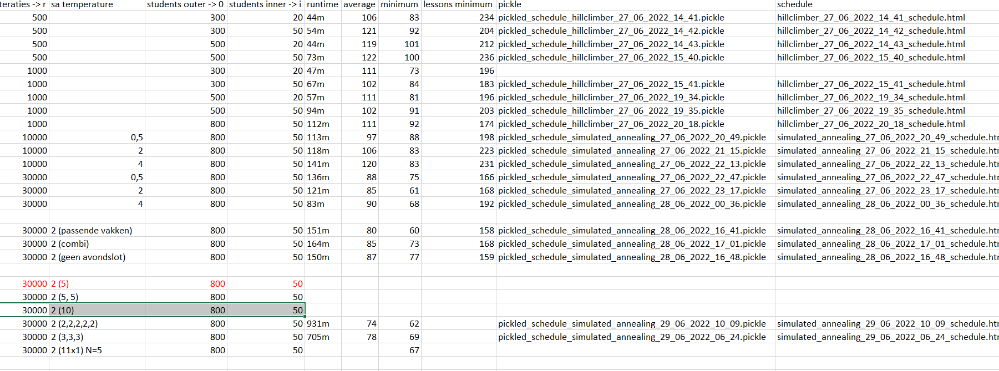 teraties -> r sa temperature students outer -> 0 students inner -> i runtime average minimum lessons minimum pickle schedule
500 300 20 44m 106 83 234 pickled_schedule_hillclimber_27_06_2022_14_41.pickle hillclimber_27_06_2022_14_41_schedule.html
500 300 50 54m 121 92 204 pickled_schedule_hillclimber_27_06_2022_14_42.pickle hillclimber_27_06_2022_14_42_schedule.html
500 500 20 44m 119 101 212 pickled_schedule_hillclimber_27_06_2022_14_43.pickle hillclimber_27_06_2022_14_43_schedule.html
500 500 50 73m 122 100 236 pickled_schedule_hillclimber_27_06_2022_15_40.pickle hillclimber_27_06_2022_15_40_schedule.html
1000 300 20 47m 111 73 196
1000 300 50 67m 102 84 183 pickled_schedule_hillclimber_27_06_2022_15_41.pickle hillclimber_27_06_2022_15_41_schedule.html
1000 500 20 57m 111 81 196 pickled_schedule_hillclimber_27_06_2022_19_34.pickle hillclimber_27_06_2022_19_34_schedule.html
1000 500 50 94m 102 91 203 pickled_schedule_hillclimber_27_06_2022_19_35.pickle hillclimber_27_06_2022_19_35_schedule.html
1000 800 50 112m 111 92 174 pickled_schedule_hillclimber_27_06_2022_20_18.pickle hillclimber_27_06_2022_20_18_schedule.html
10000 0,5 800 50 113m 97 88 198 pickled_schedule_simulated_annealing_27_06_2022_20_49.pickle simulated_annealing_27_06_2022_20_49_schedule.htr
10000 2 800 50 118m 106 83 223 pickled_schedule_simulated_annealing_27_06_2022_21_15.pickle simulated_annealing_27_06_2022_21_15_schedule.htr
10000 4 800 50 141m 120 83 231 pickled_schedule_simulated_annealing_27_06_2022_22_13.pickle simulated_annealing_27_06_2022_22_13_schedule.htr
30000 0,5 800 50 136m 88 75 166 pickled_schedule_simulated_annealing_27_06_2022_22_47.pickle simulated_annealing_27_06_2022_22_47_schedule.htr
30000 2 800 50 121m 85 61 168 pickled_schedule_simulated_annealing_27_06_2022_23_17.pickle simulated_annealing_27_06_2022_23_17_schedule.htr
30000 4 800 50 83m 90 68 192 pickled_schedule_simulated_annealing_28_06_2022_00_36.pickle simulated_annealing_28_06_2022_00_36_schedule.htr
30000 2 (passende vakken) 800 50 151m 80 60 158 pickled_schedule_simulated_annealing_28_06_2022_16_41.pickle simulated_annealing_28_06_2022_16_41_schedule.htr
30000 2 (combi) 800 50 164m 85 73 168 pickled_schedule_simulated_annealing_28_06_2022_17_01.pickle simulated_annealing_28_06_2022_17_01_schedule.htr
30000 2 (geen avondslot) 800 50 150m 87 77 159 pickled_schedule_simulated_annealing_28_06_2022_16_48.pickle simulated_annealing_28_06_2022_16_48_schedule.htr
30000 2 (5) 800 50
30000 2 (5, 5) 800 50
30000 2 (10) 800 50
30000 2 (2,2,2,2,2) 800 50 931m 74 62 pickled_schedule_simulated_annealing_29_06_2022_10_09.pickle simulated_annealing_29_06_2022_10_09_schedule.htr
30000 2 (3,3,3) 800 50 705m 78 69 pickled_schedule_simulated_annealing_29_06_2022_06_24.pickle simulated_annealing_29_06_2022_06_24_schedule.htr
30000 2 (11x1) N=5 800 50 67